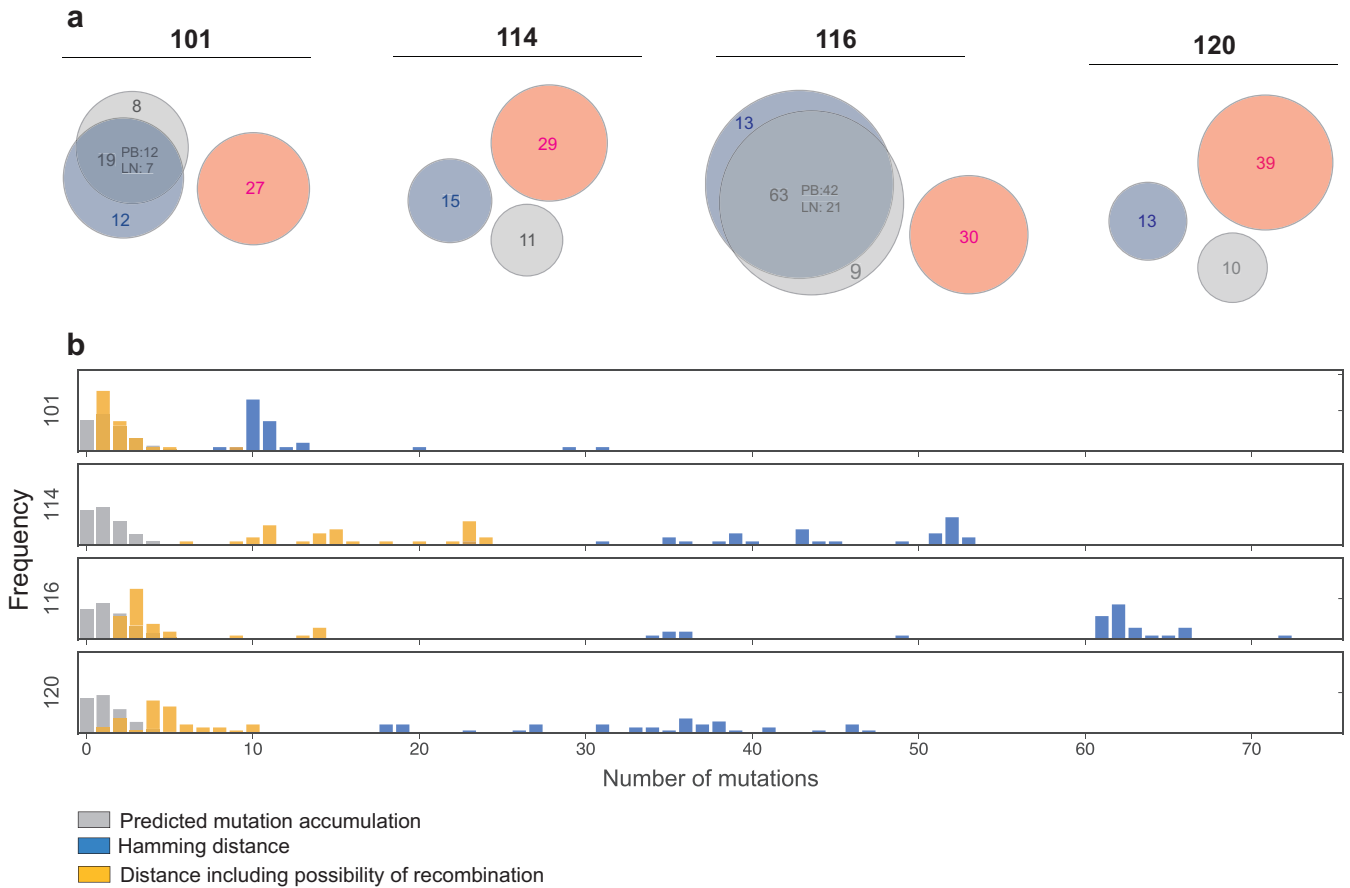 a
101
114
116
120
8
19 PB:12
LN: 7
12
27
29
15
11
13
63 PB:42
LN: 21
9
30
39
13
10
b
Frequency
101
114
116
120
0 10 20 30 40 50 60 70
Number of mutations
Predicted mutation accumulation
Hamming distance
Distance including possibility of recombination